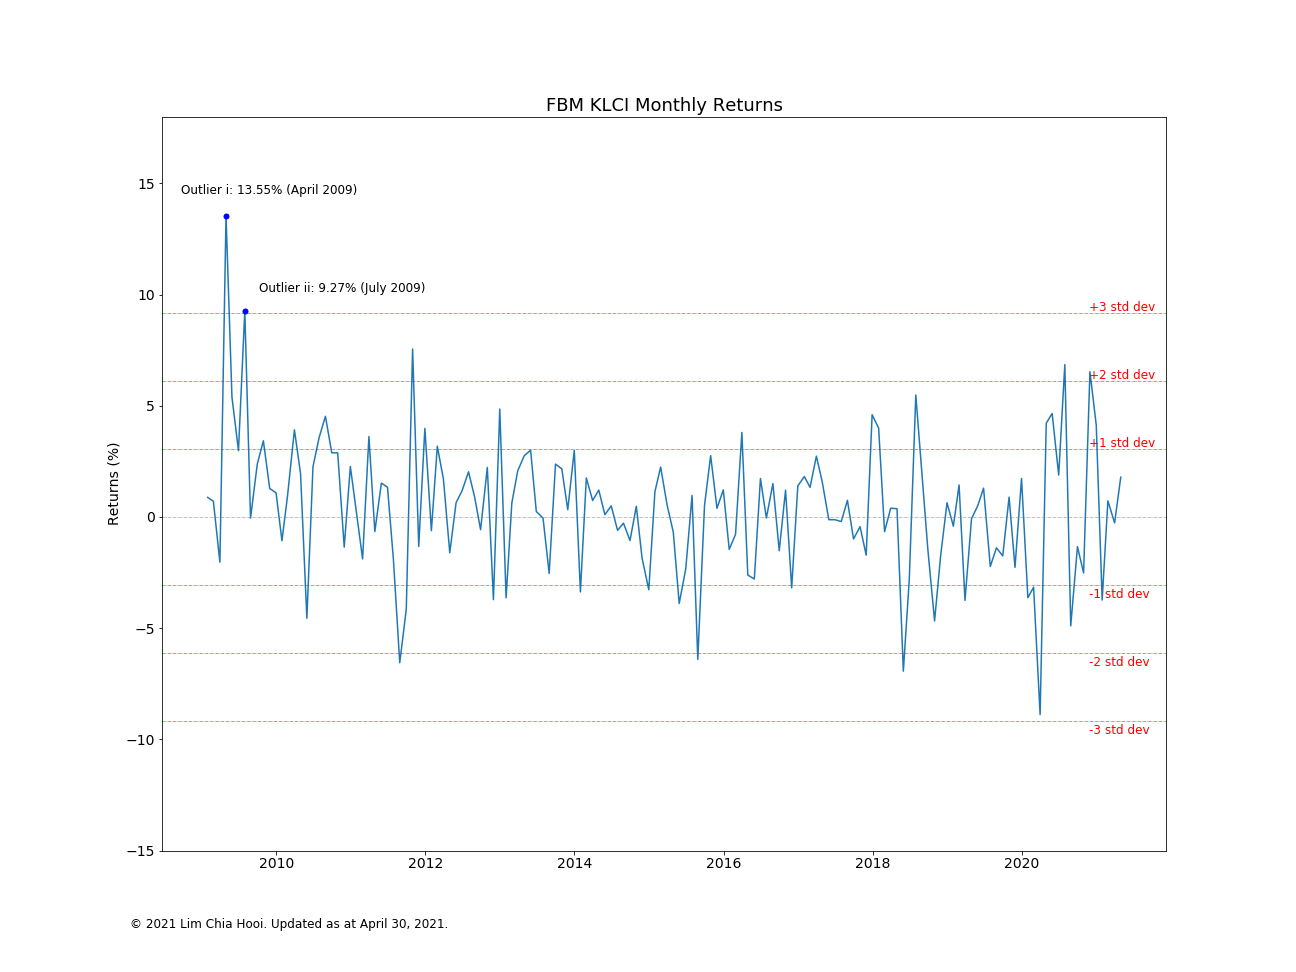 FBM KLCI Monthly Returns
Outlier i: 13.55% (April 2009)
Outlier ii: 9.27% (July 2009)
+3 std dev
+2 std dev
+1 std dev
-1 std dev
-2 std dev
-3 std dev
Returns (%)
15
10
5
0
−5
−10
−15
2010
2012
2014
2016
2018
2020
© 2021 Lim Chia Hooi. Updated as at April 30, 2021.